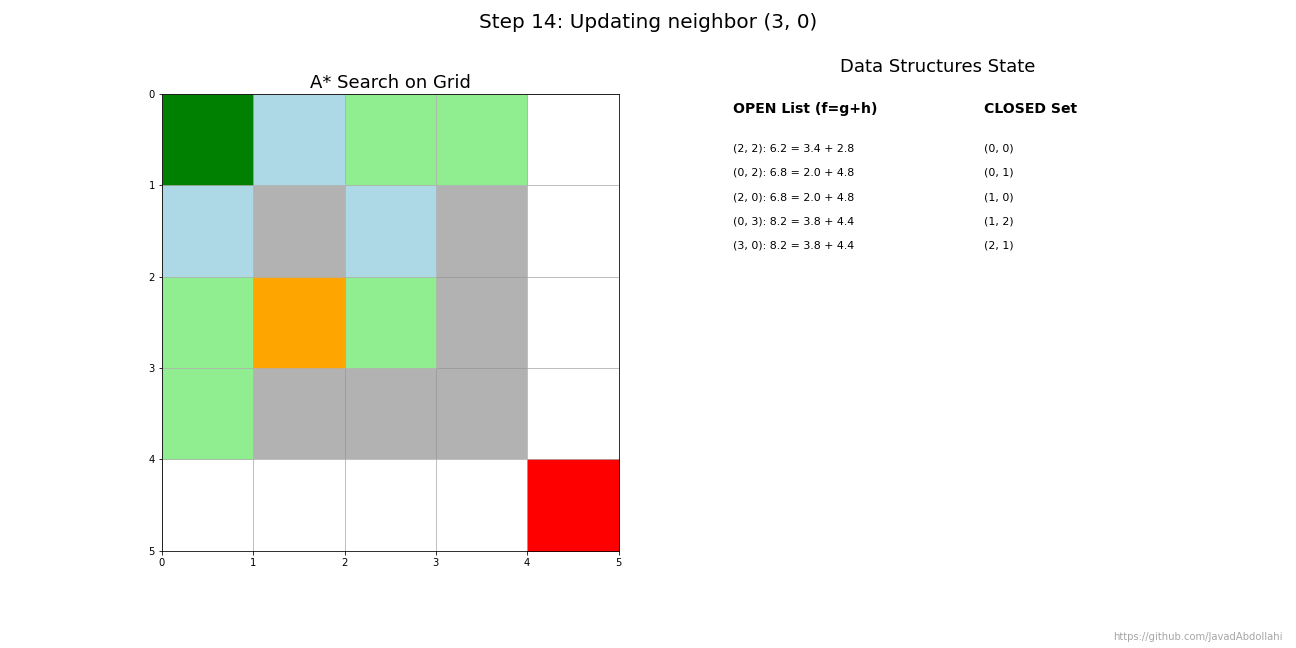 Step 14: Updating neighbor (3, 0)
A* Search on Grid
0
1
2
3
4
5
0 1 2 3 4 5
Data Structures State
OPEN List (f=g+h)
(2, 2): 6.2 = 3.4 + 2.8
(0, 2): 6.8 = 2.0 + 4.8
(2, 0): 6.8 = 2.0 + 4.8
(0, 3): 8.2 = 3.8 + 4.4
(3, 0): 8.2 = 3.8 + 4.4
CLOSED Set
(0, 0)
(0, 1)
(1, 0)
(1, 2)
(2, 1)
https://github.com/JavadAbdollahi